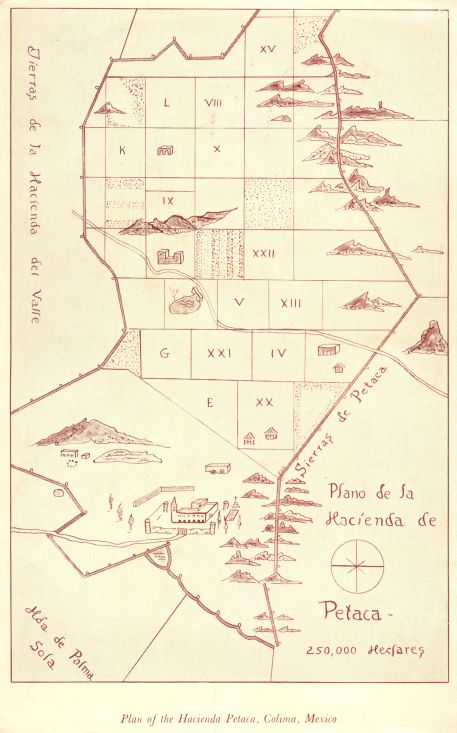 Tierras de la Hacienda del Valle
XV
L VIII
K X
IX
XXII
V XIII
G XXI IV
E XX
Sierras de Petaca
Plano de la
Hacienda de
Petaca -
250,000 Hectares
Hda de Palma
Sola
Plan of the Hacienda Petaca, Colima, Mexico